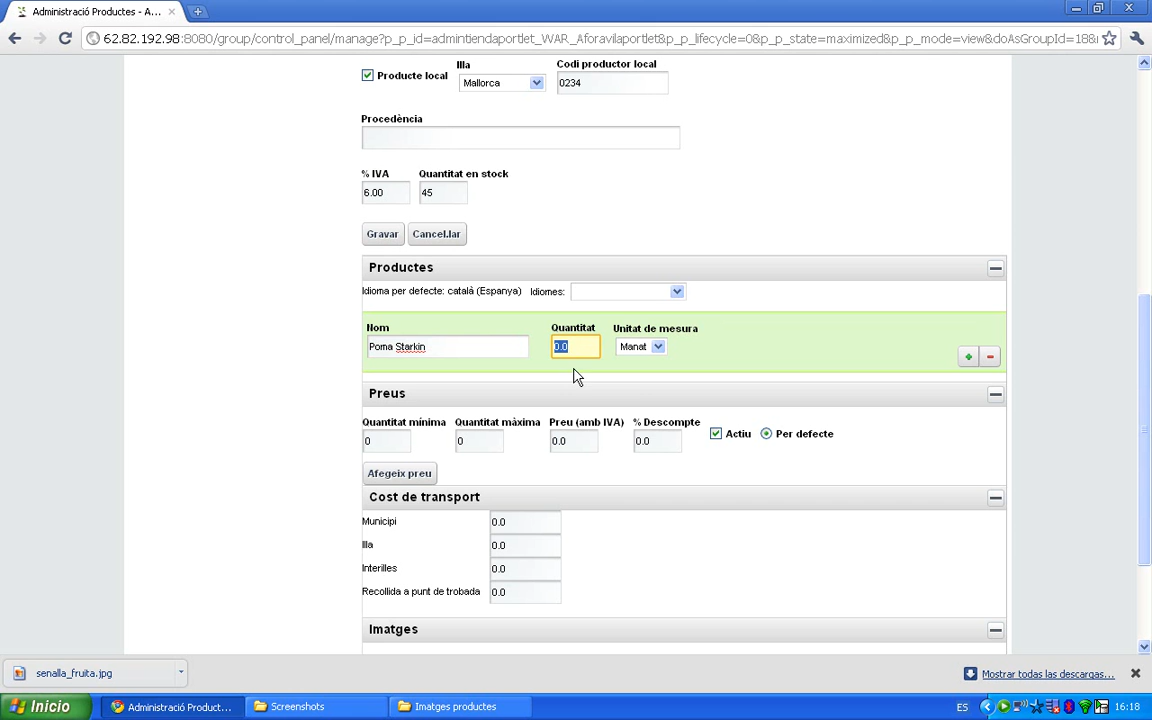 Administració Productes - A...
62.82.192.98:8080/group/control_panel/manage?p_p_id=admintiendaportlet_WAR_Aforavilaportlet&p_p_lifecycle=0&p_p_state=maximized&p_p_mode=view&doAsGroupId=18&
Producte local
Illa
Mallorca
Codi productor local
0234
Procedència
% IVA
Quantitat en stock
6.00
45
Gravar
Cancel.lar
Productes
Idioma per defecte: català (Espanya)
Idiomes:
Nom
Quantitat
Unitat de mesura
Poma Starkin
0.0
Manat
Preus
Quantitat mínima
Quantitat màxima
Preu (amb IVA)
% Descompte
0
0
0.0
0.0
Actiu
Per defecte
Afegeix preu
Cost de transport
Municipi
0.0
Illa
0.0
Interilles
0.0
Recollida a punt de trobada
0.0
Imatges
senalla_fruita.jpg
Mostrar todas las descargas...
Inicio
Administració Product...
Screenshots
Imatges productes
ES
16:18